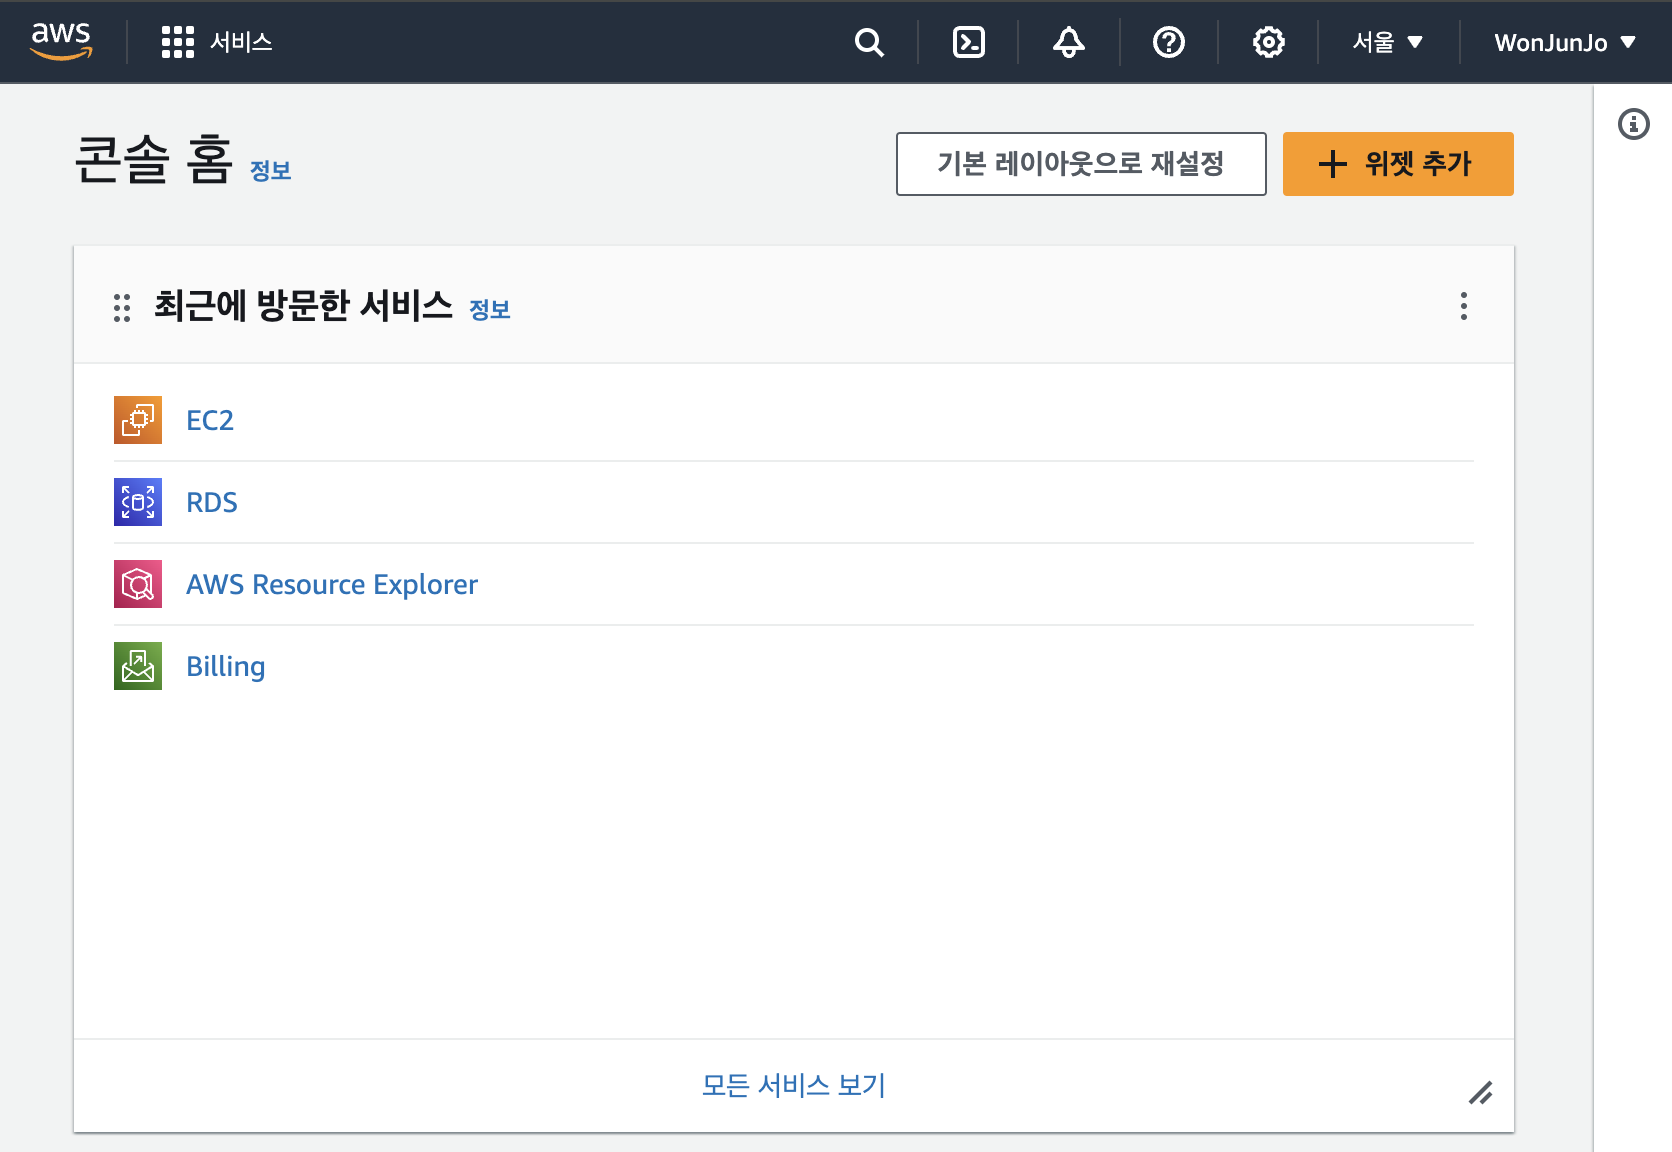 aws 서비스 서울 WonJunJo
콘솔 홈 정보 기본 레이아웃으로 재설정 위젯 추가
최근에 방문한 서비스 정보
EC2
RDS
AWS Resource Explorer
Billing
모든 서비스 보기